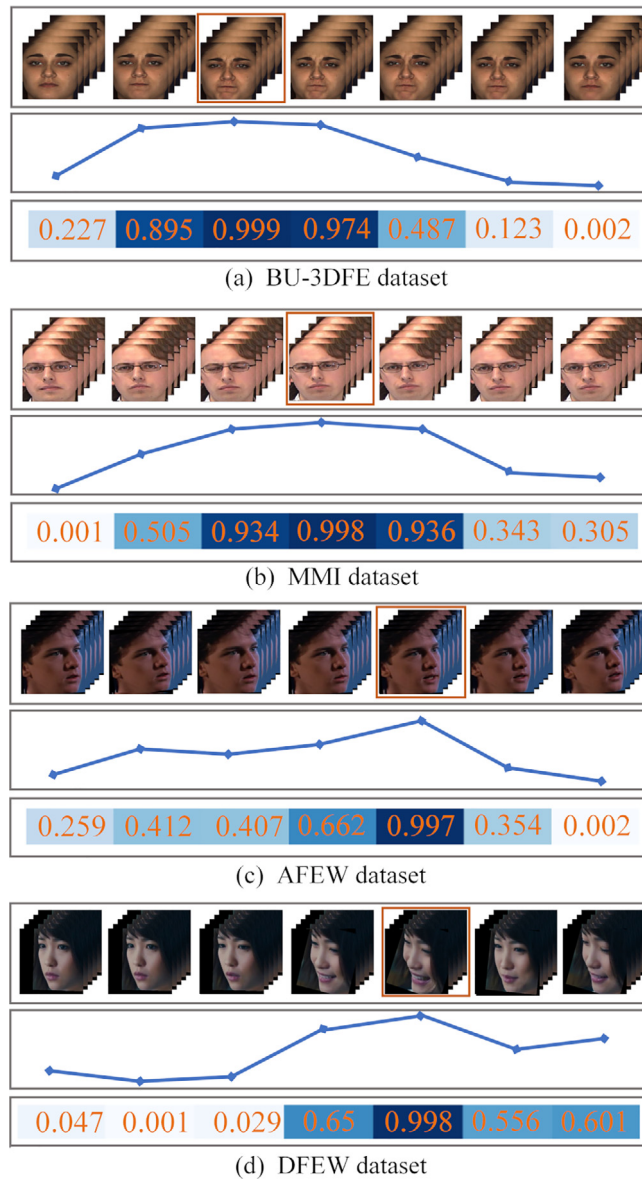 0.227 0.895 0.999 0.974 0.487 0.123 0.002
(a) BU-3DFE dataset
0.001 0.505 0.934 0.998 0.936 0.343 0.305
(b) MMI dataset
0.259 0.412 0.407 0.662 0.997 0.354 0.002
(c) AFEW dataset
0.047 0.001 0.029 0.65 0.998 0.556 0.601
(d) DFEW dataset